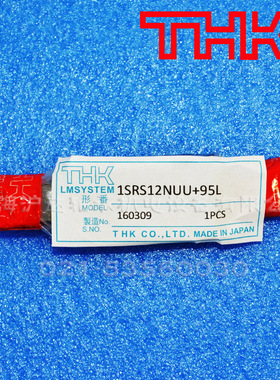 THK
THK
LMSYSTEM
形番
MODEL
1SRS12NUU+95L
製造No
S.NO.
160309 1PCS
THK CO.,LTD. MADE IN JAPAN